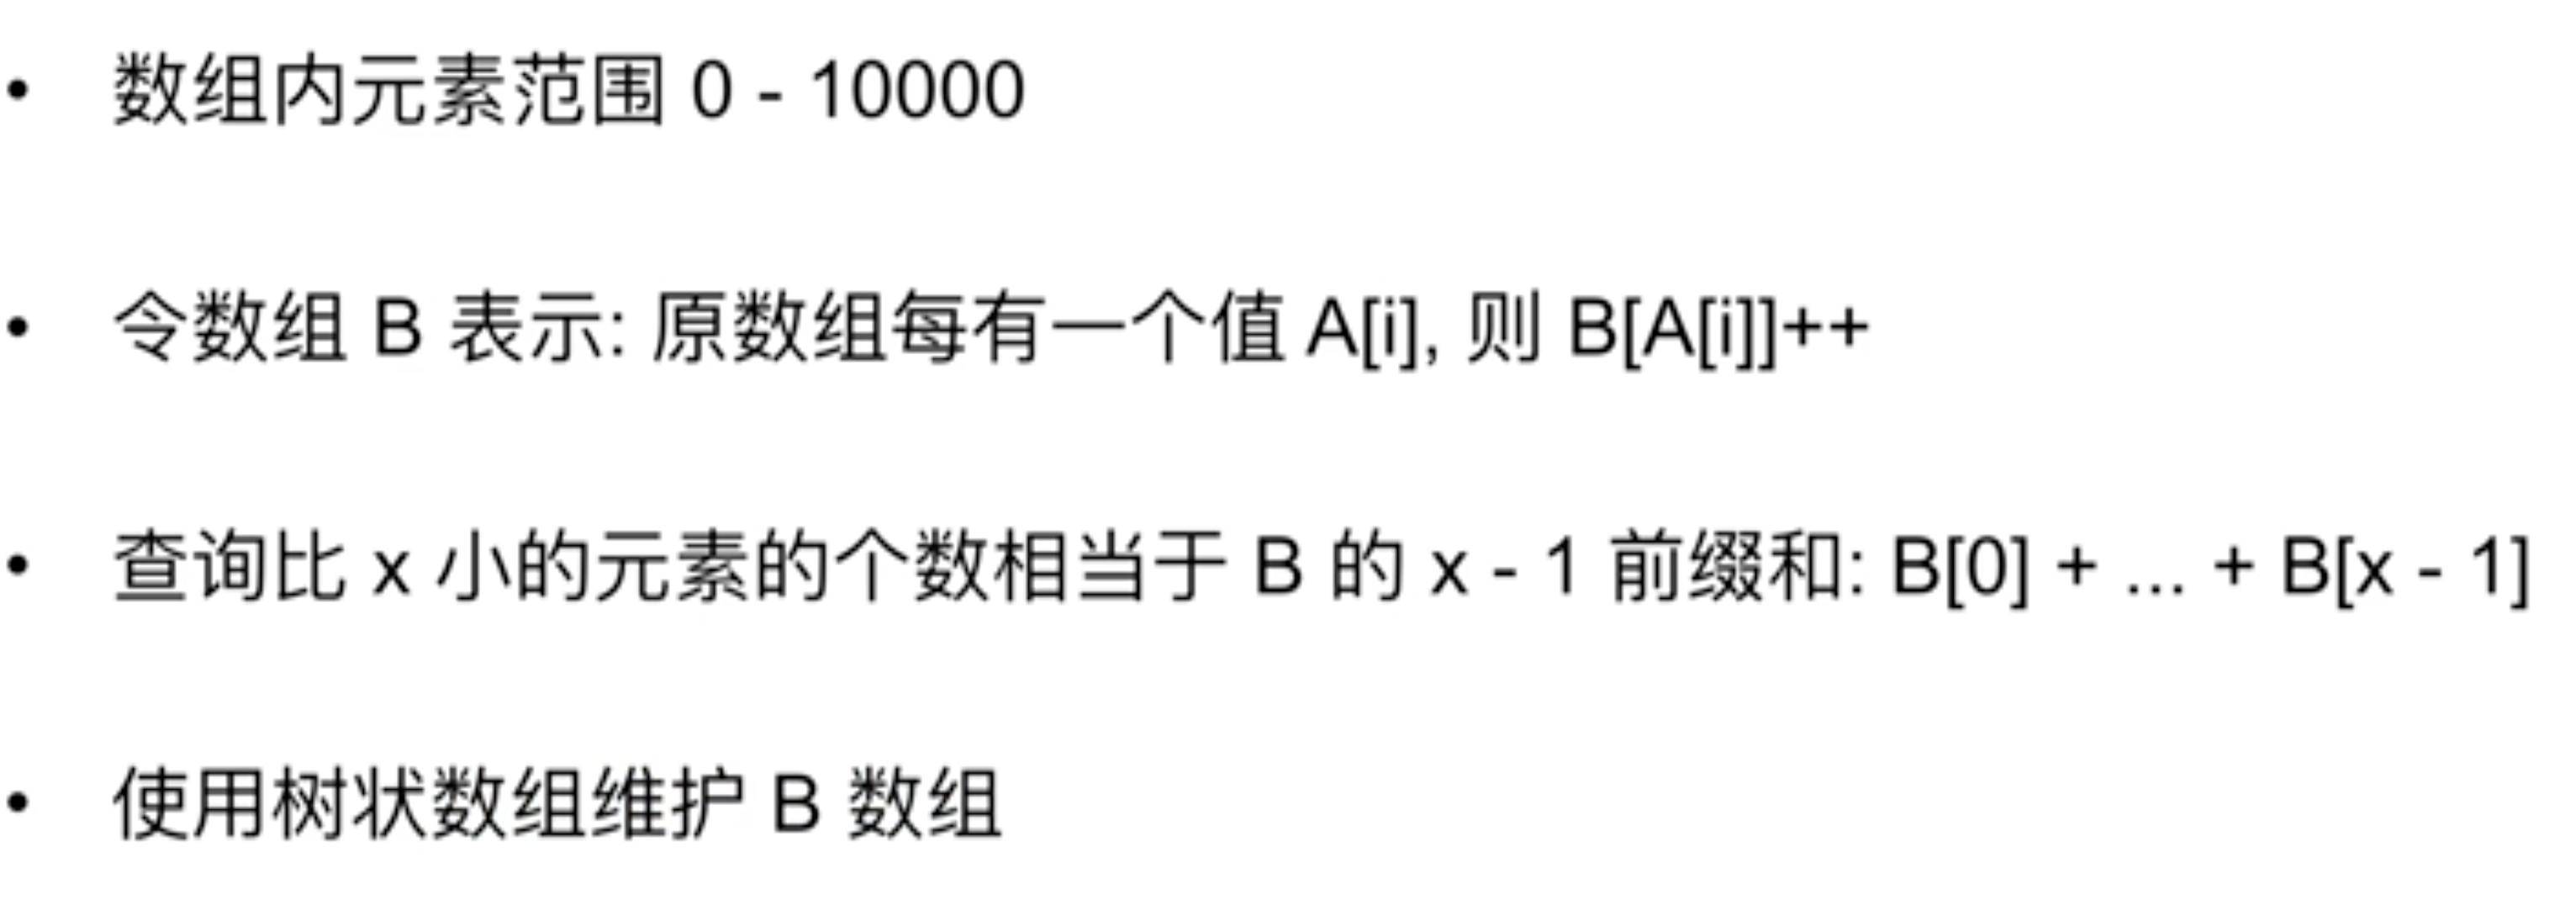 • 数组内元素范围 0 - 10000
• 令数组 B 表示: 原数组每有一个值 A[i], 则 B[A[i]]++
• 查询比 x 小的元素的个数相当于 B 的 x - 1 前缀和: B[0] + ... + B[x - 1]
• 使用树状数组维护 B 数组